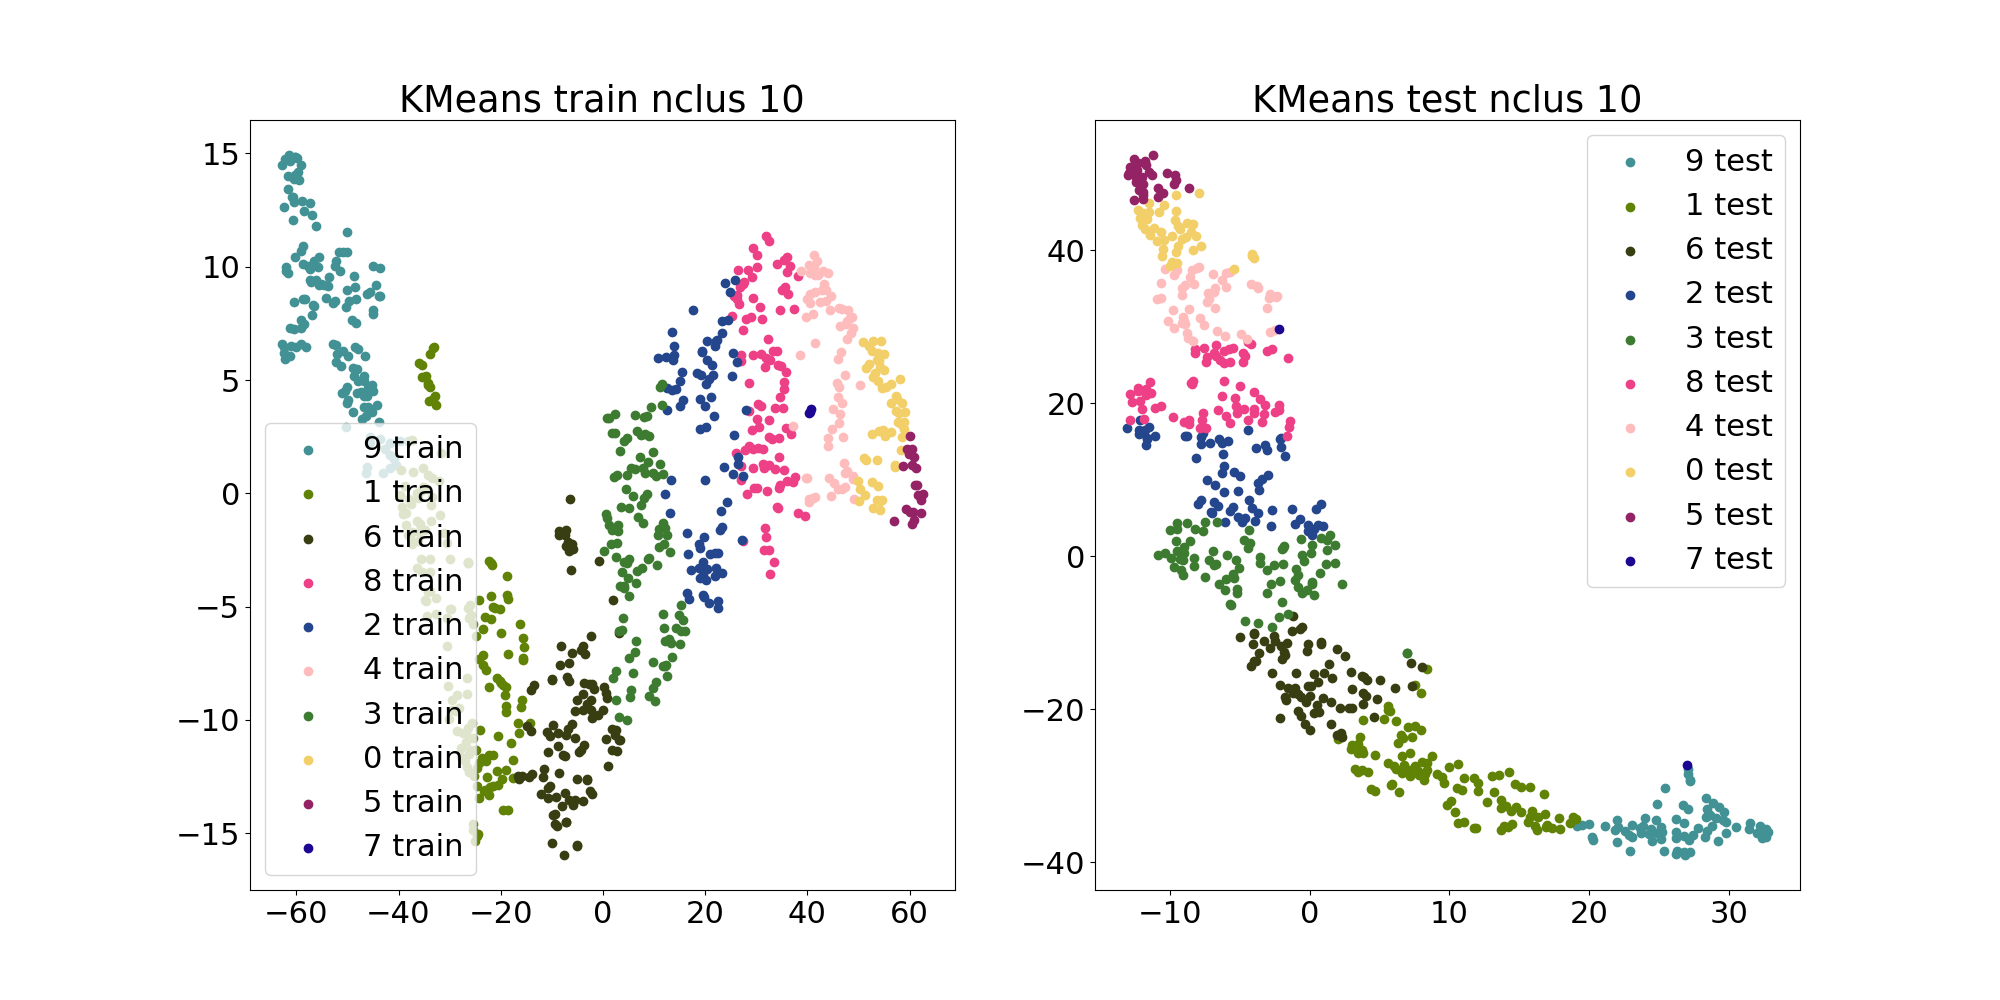 KMeans train nclus 10
15
10
5
0
−5
−10
−15
−60
−40
−20
0
20
40
60
9 train
1 train
6 train
8 train
2 train
4 train
3 train
0 train
5 train
7 train
KMeans test nclus 10
40
20
0
−20
−40
−10
0
10
20
30
9 test
1 test
6 test
2 test
3 test
8 test
4 test
0 test
5 test
7 test